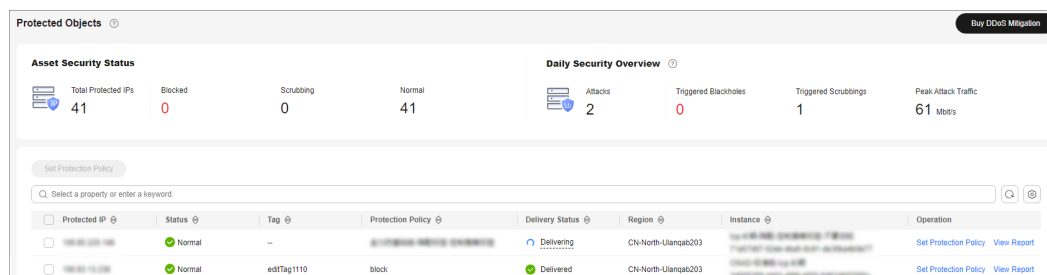 Protected Objects
Buy DDoS Mitigation
Asset Security Status
Daily Security Overview
Total Protected IPs Blocked Scrubbing Normal
41 0 0 41
Attacks Triggered Blackholes Triggered Scrubbings Peak Attack Traffic
2 0 1 61 Mbit/s
Set Protection Policy
Select a property or enter a keyword.
Protected IP Status Tag Protection Policy Delivery Status Region Instance Operation
Normal -- Delivering CN-North-Ulanqab203 Set Protection Policy View Report
Normal editTag1110 block Delivered CN-North-Ulanqab203 Set Protection Policy View Report